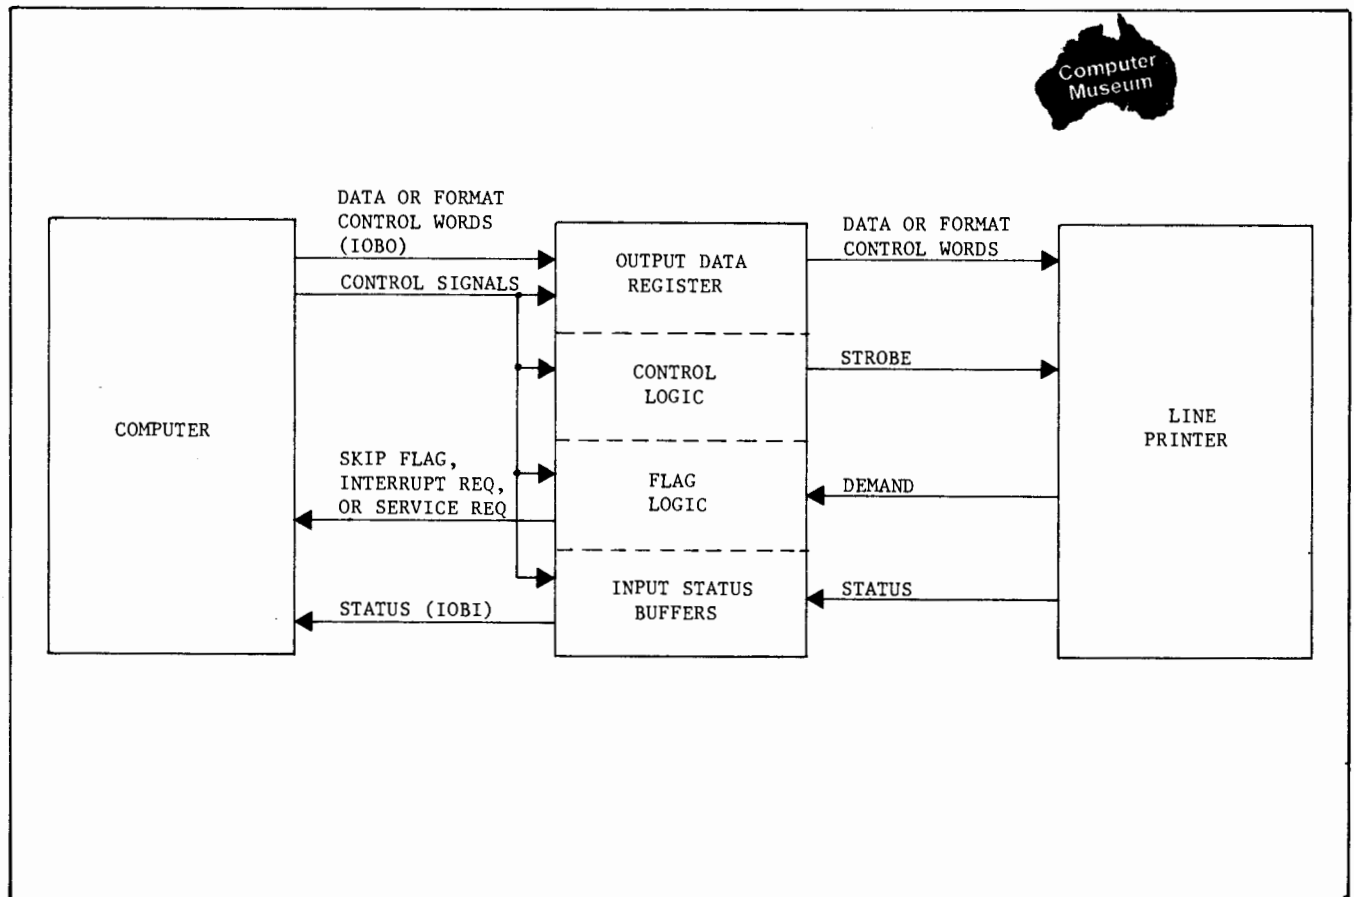 Computer
Museum
DATA OR FORMAT
CONTROL WORDS
(IOBO)
CONTROL SIGNALS
SKIP FLAG,
INTERRUPT REQ,
OR SERVICE REQ
STATUS (IOBI)
COMPUTER
OUTPUT DATA
REGISTER
CONTROL
LOGIC
FLAG
LOGIC
INPUT STATUS
BUFFERS
DATA OR FORMAT
CONTROL WORDS
STROBE
DEMAND
STATUS
LINE
PRINTER